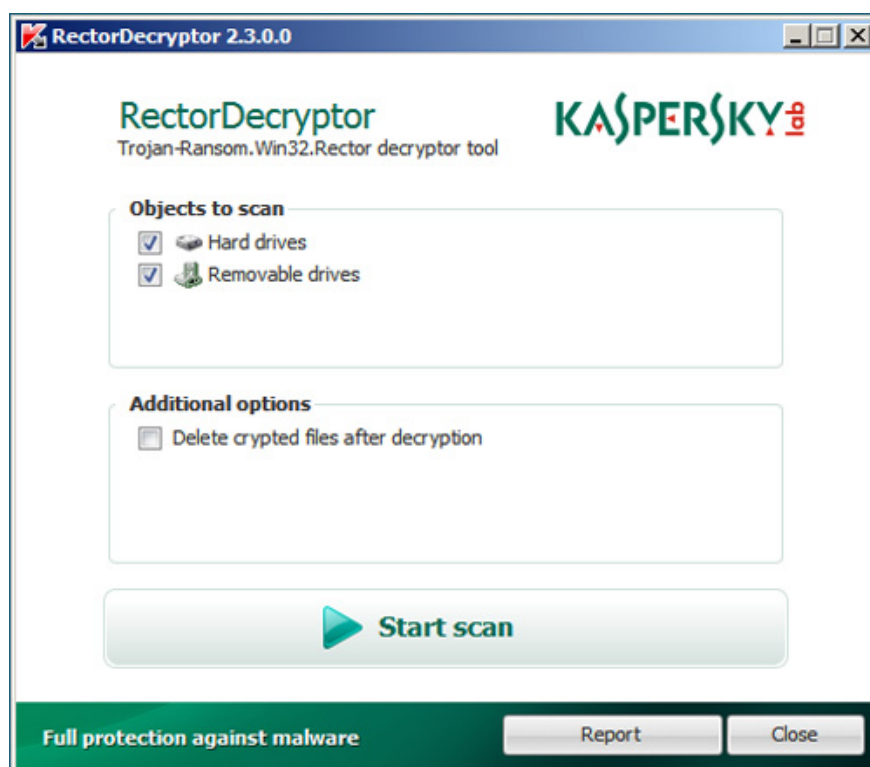 RectorDecryptor 2.3.0.0
RectorDecryptor
Trojan-Ransom.Win32.Rector decryptor tool
KASPERSKY lab
Objects to scan
Hard drives
Removable drives
Additional options
Delete crypted files after decryption
Start scan
Full protection against malware
Report
Close